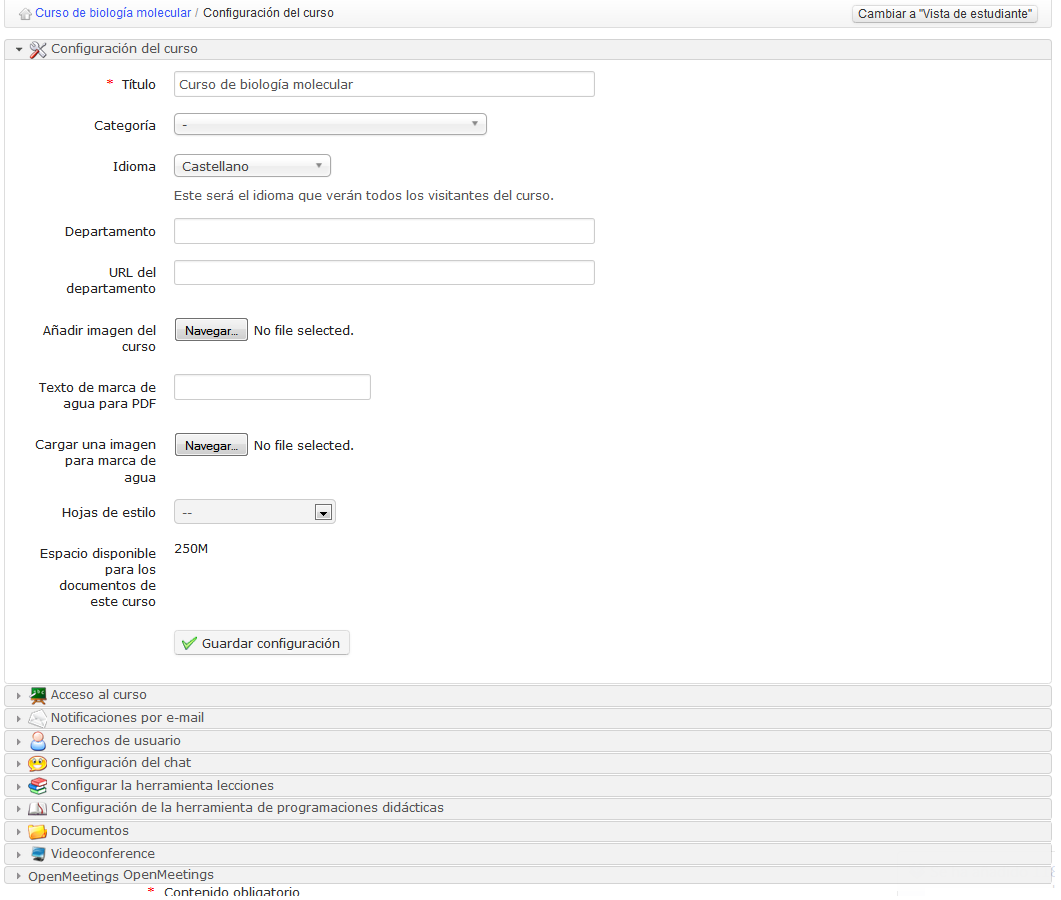 Curso de biología molecular / Configuración del curso
Cambiar a "Vista de estudiante"
Configuración del curso
* Título
Curso de biología molecular
Categoría
-
Idioma
Castellano
Este será el idioma que verán todos los visitantes del curso.
Departamento
URL del
departamento
Añadir imagen del
curso
Navegar... No file selected.
Texto de marca de
agua para PDF
Cargar una imagen
para marca de
agua
Navegar... No file selected.
Hojas de estilo
--
Espacio disponible
para los
documentos de
este curso
250M
Guardar configuración
Acceso al curso
Notificaciones por e-mail
Derechos de usuario
Configuración del chat
Configurar la herramienta lecciones
Configuración de la herramienta de programaciones didácticas
Documentos
Videoconference
OpenMeetings OpenMeetings
* Contenido obligatorio